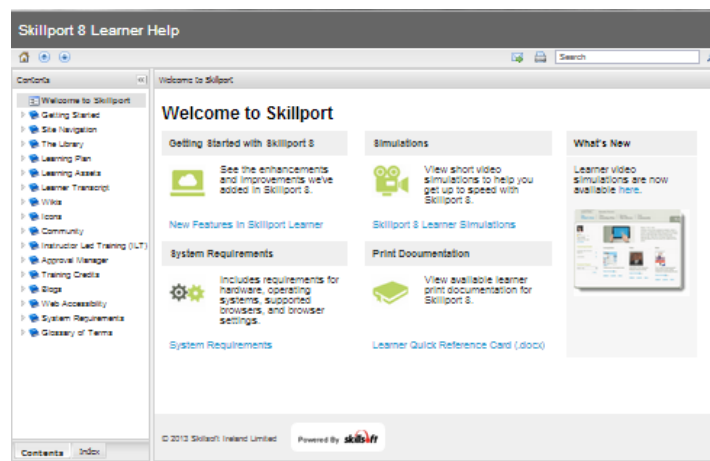 Skillport 8 Learner Help
Search
Contents
Welcome to Skillport
Welcome to Skillport
Getting Started
Site Navigation
The Library
Learning Plan
Learning Assets
Learner Transcript
Wikis
Icons
Community
Instructor Led Training (ILT)
Approval Manager
Training Credits
Blogs
Web Accessibility
System Requirements
Glossary of Terms
Contents
Index
Welcome to Skillport
Getting Started with Skillport 8
See the enhancements
and improvements we've
added in Skillport 8.
New Features in Skillport Learner
Simulations
View short video
simulations to help you
get up to speed with
Skillport 8.
Skillport 8 Learner Simulations
What's New
Learner video
simulations are now
available here.
System Requirements
Includes requirements for
hardware, operating
systems, supported
browsers, and browser
settings.
System Requirements
Print Documentation
View available learner
print documentation for
Skillport 8.
Learner Quick Reference Card (.docx)
© 2013 Skillsoft Ireland Limited
Powered By skillsoft